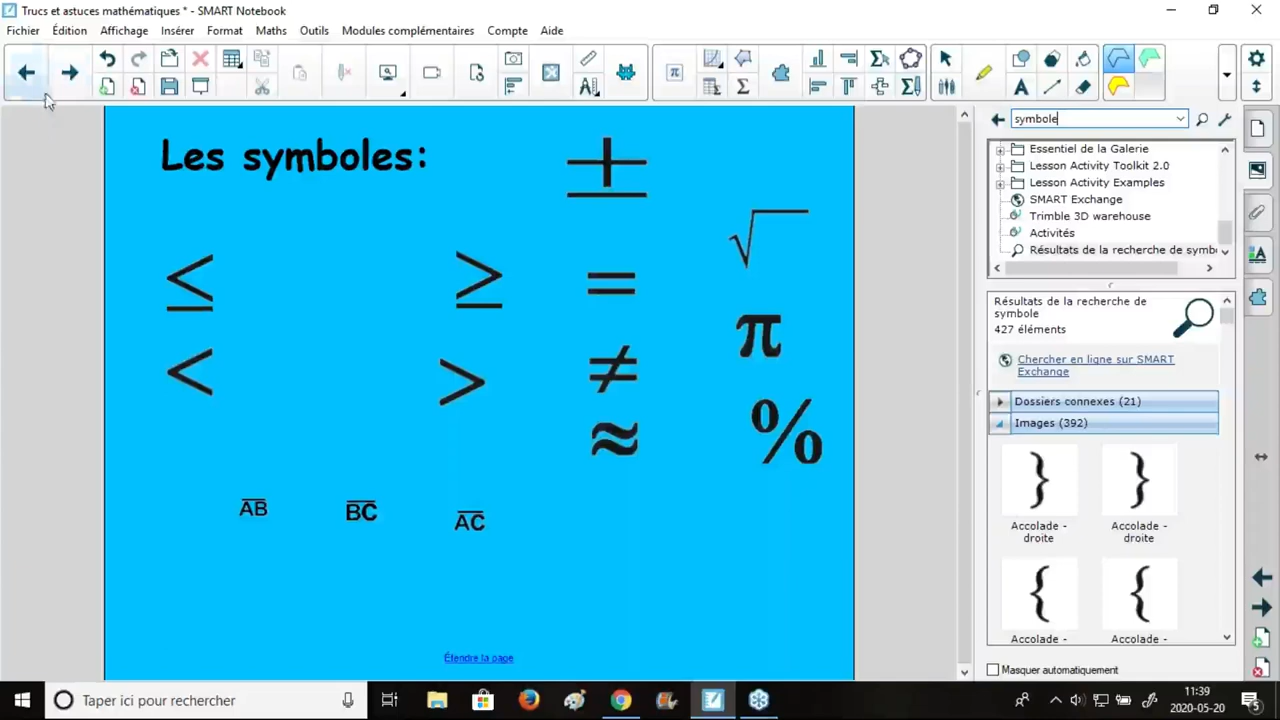 Trucs et astuces mathématiques * - SMART Notebook
Fichier Édition Affichage Insérer Format Maths Outils Modules complémentaires Compte Aide
symbole
Essentiel de la Galerie
Lesson Activity Toolkit 2.0
Lesson Activity Examples
SMART Exchange
Trimble 3D warehouse
Activités
Résultats de la recherche de symb
Les symboles:
±
√
≤ ≥ =
π
< > ≠
≈ %
AB BC AC
Étendre la page
Résultats de la recherche de
symbole
427 éléments
Chercher en ligne sur SMART
Exchange
Dossiers connexes (21)
Images (392)
} }
Accolade -
droite
Accolade -
droite
{ {
Accolade -
Accolade -
Masquer automatiquement
Taper ici pour rechercher
11:39
2020-05-20
5